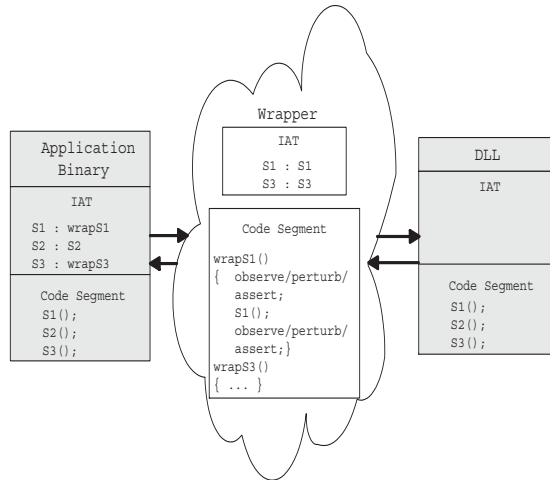 Application
Binary
IAT
S1 : wrapS1
S2 : S2
S3 : wrapS3
Code Segment
S1();
S2();
S3();
Wrapper
IAT
S1 : S1
S3 : S3
Code Segment
wrapS1()
{ observe/perturb/
assert;
S1();
observe/perturb/
assert;}
wrapS3()
{ ... }
DLL
IAT
Code Segment
S1();
S2();
S3();